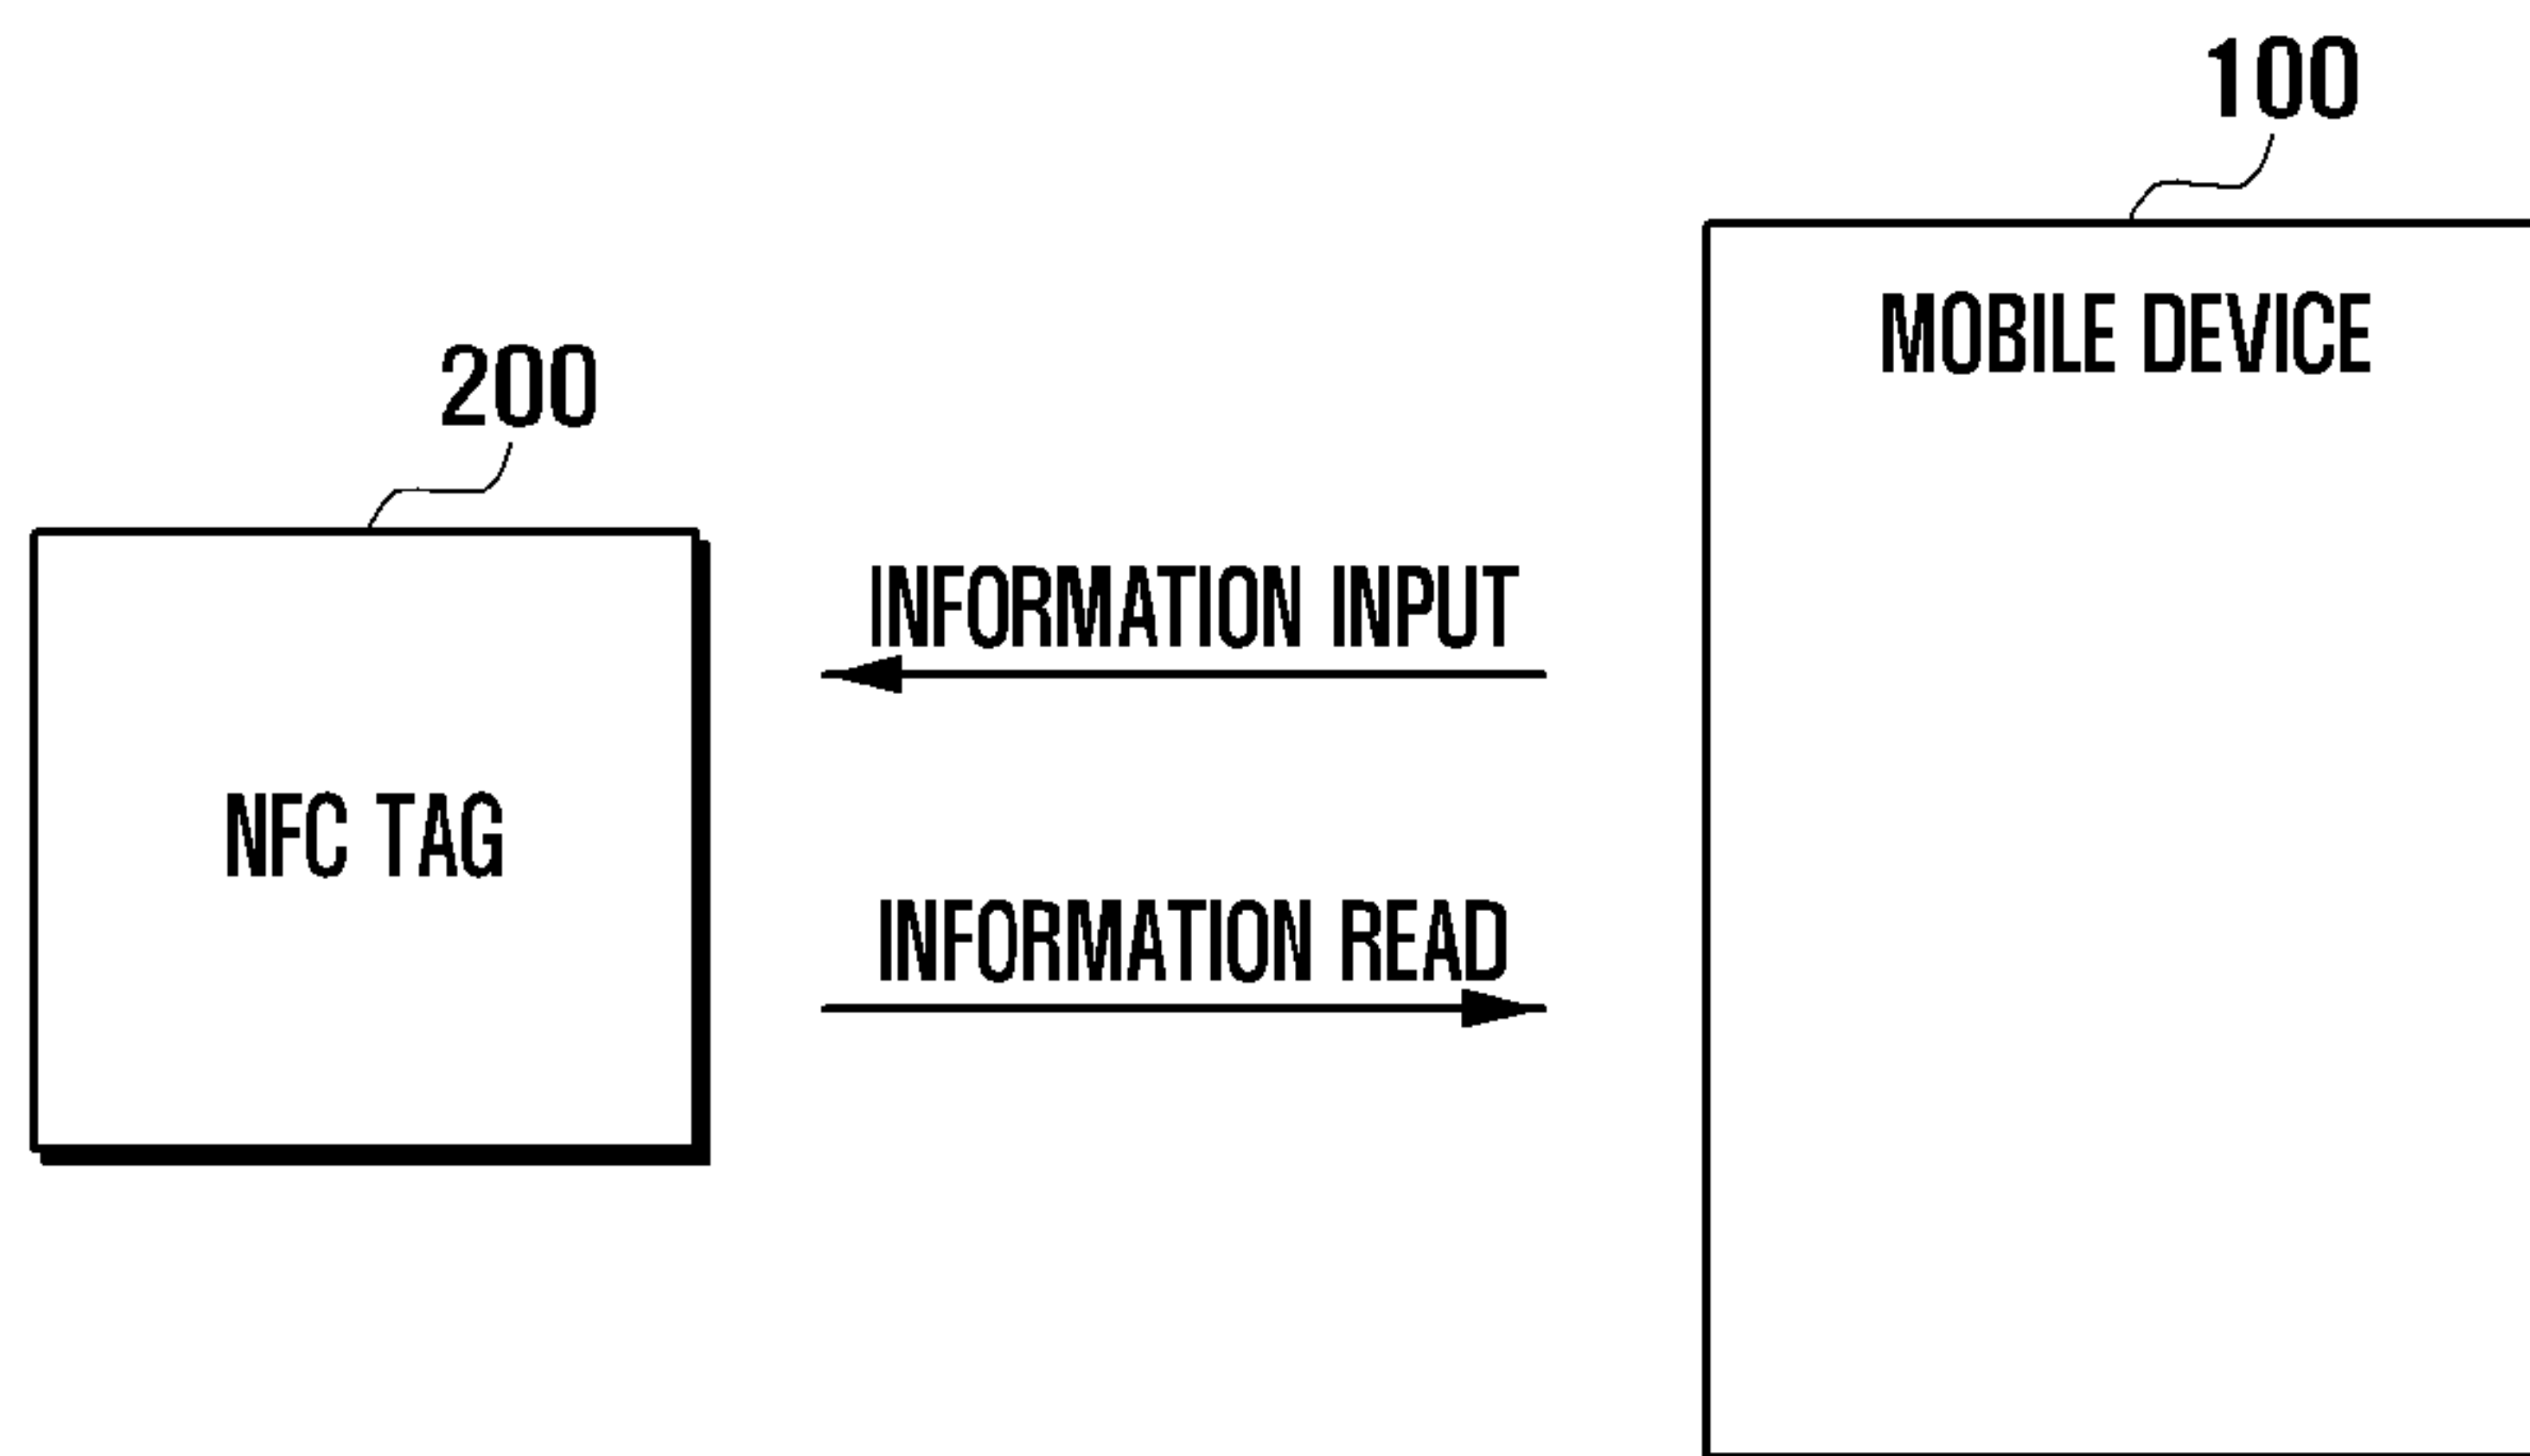 100
MOBILE DEVICE
200
INFORMATION INPUT
NFC TAG
INFORMATION READ